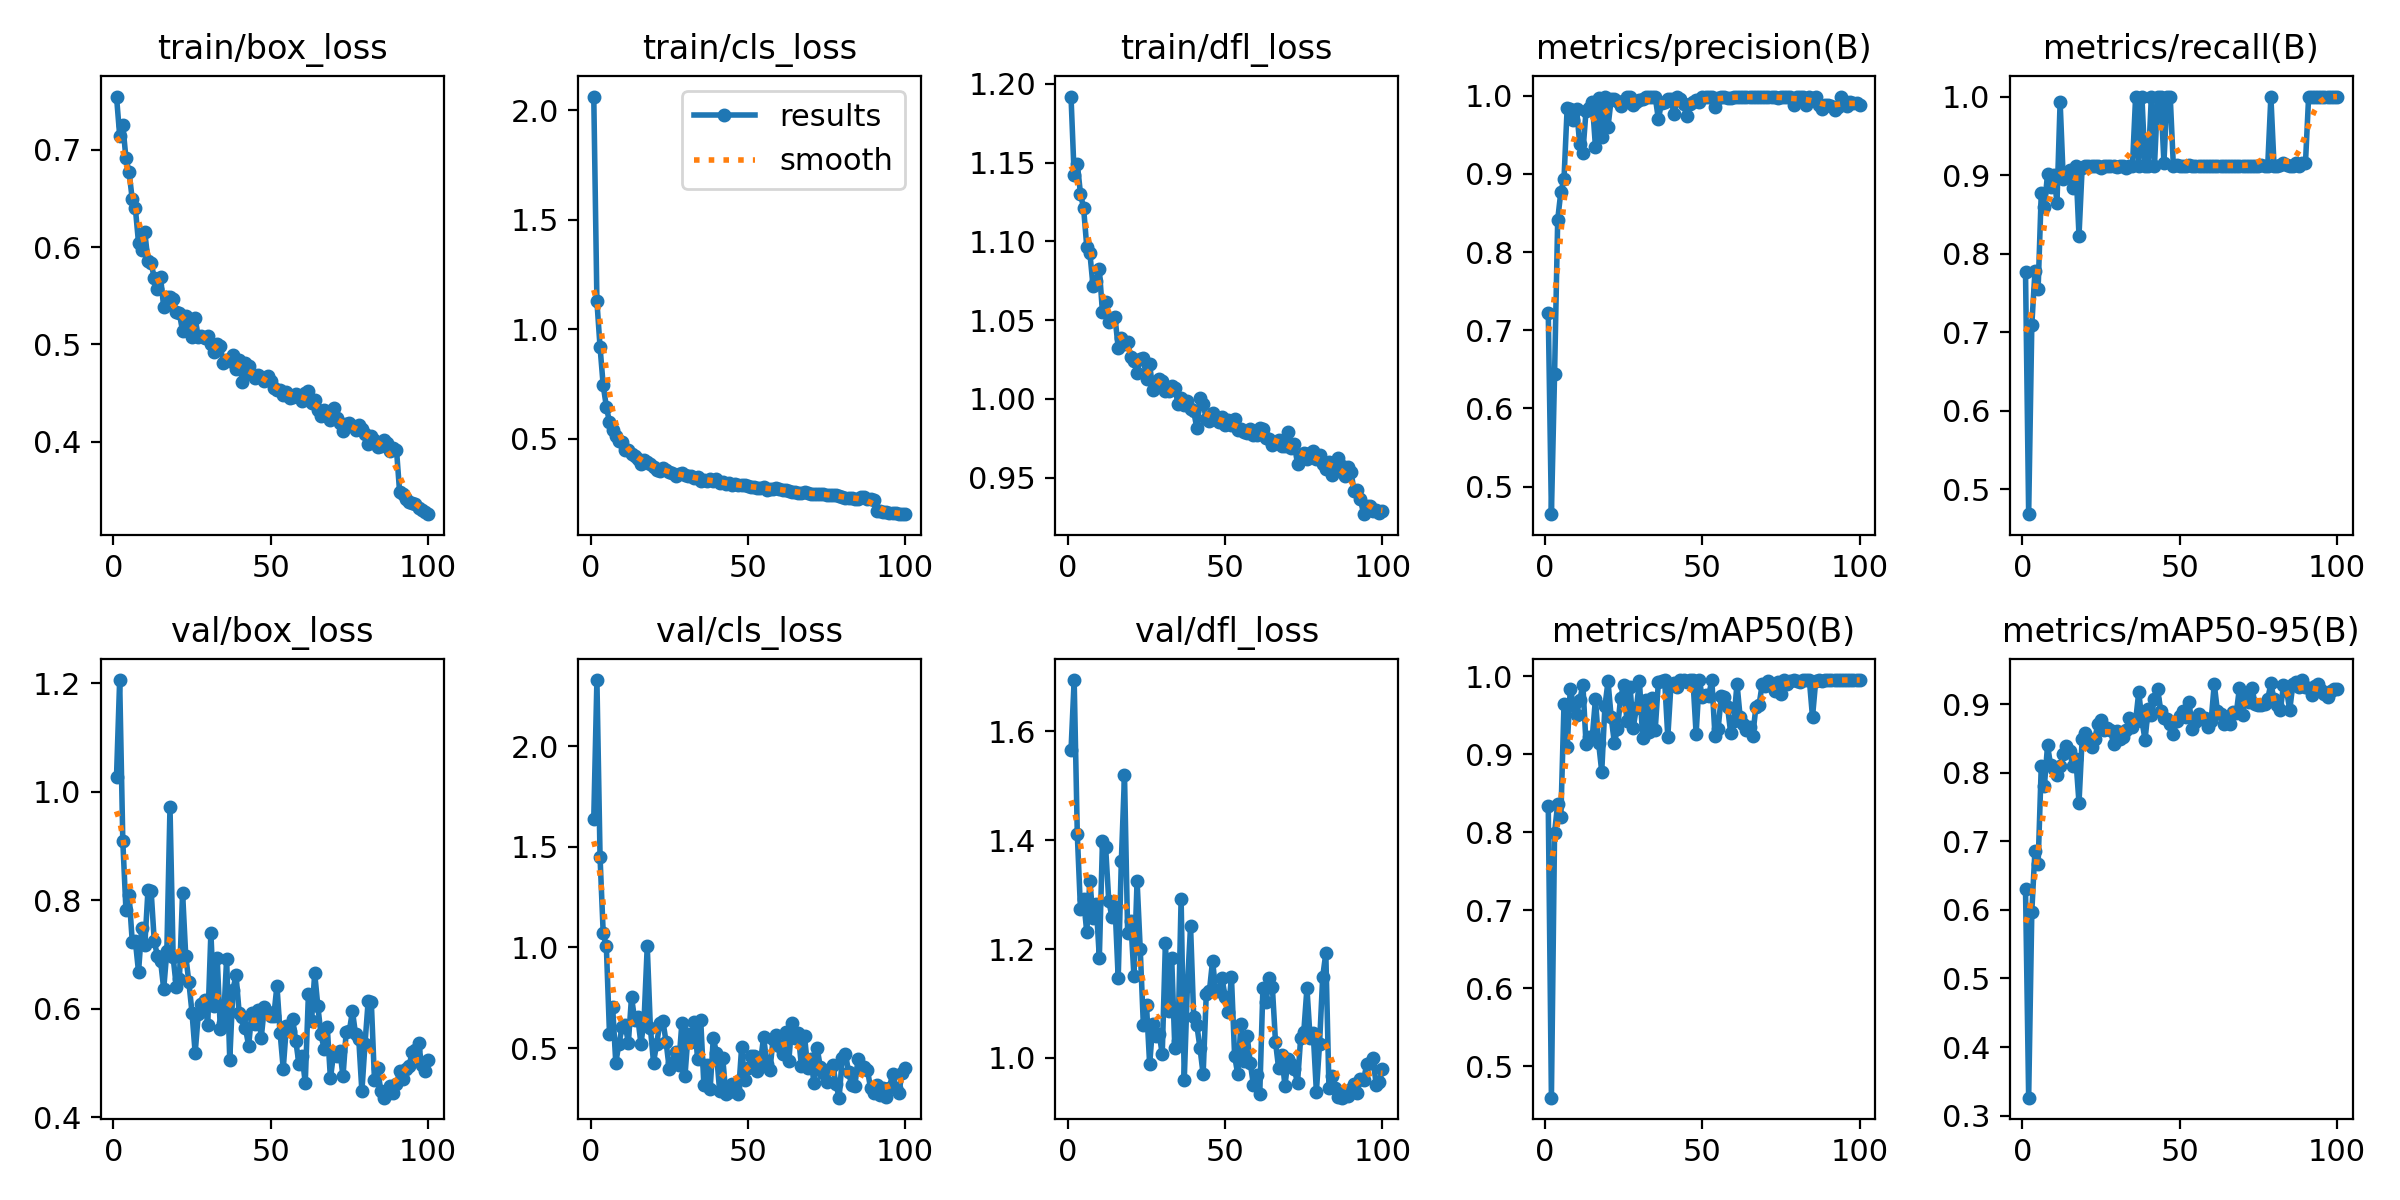 train/box_loss
0.7
0.6
0.5
0.4
0 50 100
train/cls_loss
results
smooth
2.0
1.5
1.0
0.5
0 50 100
train/dfl_loss
1.20
1.15
1.10
1.05
1.00
0.95
0 50 100
metrics/precision(B)
1.0
0.9
0.8
0.7
0.6
0.5
0 50 100
metrics/recall(B)
1.0
0.9
0.8
0.7
0.6
0.5
0 50 100
val/box_loss
1.2
1.0
0.8
0.6
0.4
0 50 100
val/cls_loss
2.0
1.5
1.0
0.5
0 50 100
val/dfl_loss
1.6
1.4
1.2
1.0
0 50 100
metrics/mAP50(B)
1.0
0.9
0.8
0.7
0.6
0.5
0 50 100
metrics/mAP50-95(B)
0.9
0.8
0.7
0.6
0.5
0.4
0.3
0 50 100